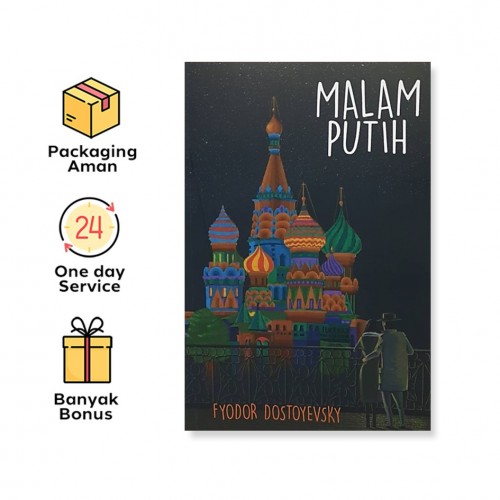 Packaging
Aman
24
One day
Service
Banyak
Bonus
MALAM
PUTIH
FYODOR DOSTOYEVSKY